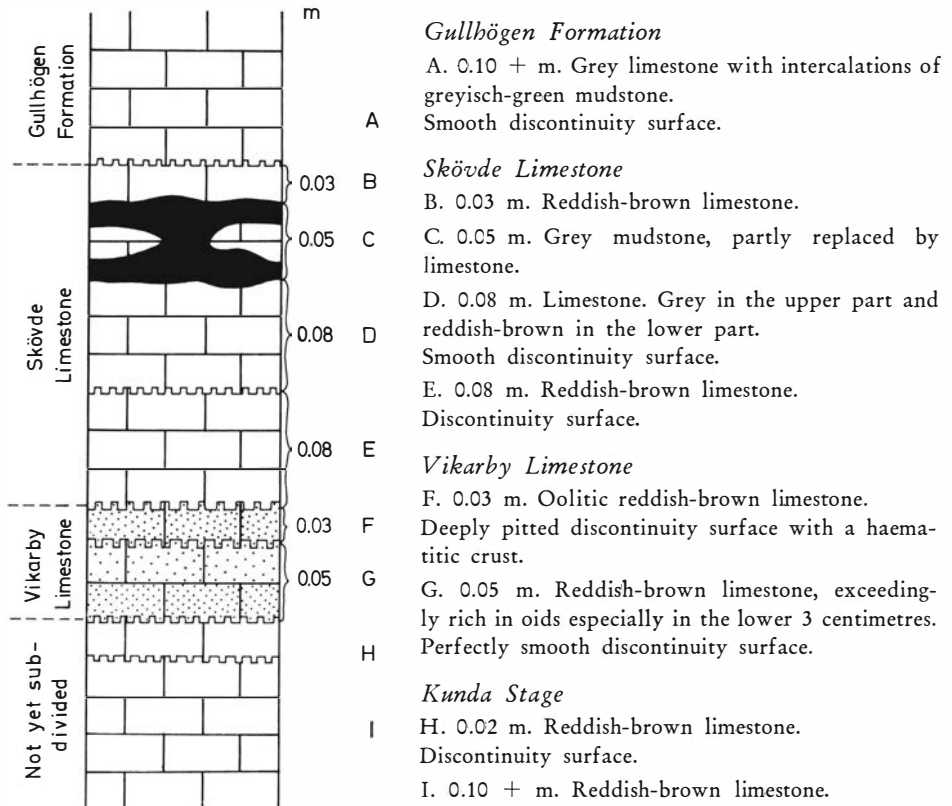 m
Gullhögen
Formation
Skövde
Limestone
Vikarby
Limestone
Not yet sub-
divided
A
0.03 B
0.05 C
0.08 D
0.08 E
0.03 F
0.05 G
H
I
Gullhögen Formation
A. 0.10 + m. Grey limestone with intercalations of
greyisch-green mudstone.
Smooth discontinuity surface.
Skövde Limestone
B. 0.03 m. Reddish-brown limestone.
C. 0.05 m. Grey mudstone, partly replaced by
limestone.
D. 0.08 m. Limestone. Grey in the upper part and
reddish-brown in the lower part.
Smooth discontinuity surface.
E. 0.08 m. Reddish-brown limestone.
Discontinuity surface.
Vikarby Limestone
F. 0.03 m. Oolitic reddish-brown limestone.
Deeply pitted discontinuity surface with a haema-
titic crust.
G. 0.05 m. Reddish-brown limestone, exceeding-
ly rich in oids especially in the lower 3 centimetres.
Perfectly smooth discontinuity surface.
Kunda Stage
H. 0.02 m. Reddish-brown limestone.
Discontinuity surface.
I. 0.10 + m. Reddish-brown limestone.